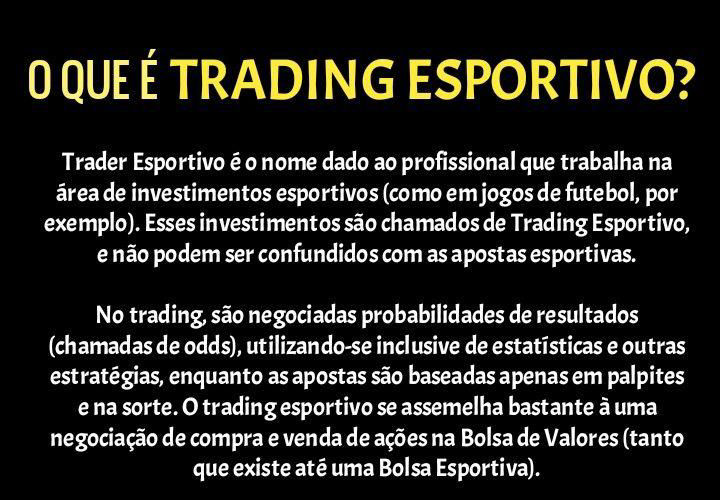 O QUE É TRADING ESPORTIVO?
Trader Esportivo é o nome dado ao profissional que trabalha na
área de investimentos esportivos (como em jogos de futebol, por
exemplo). Esses investimentos são chamados de Trading Esportivo,
e não podem ser confundidos com as apostas esportivas.
No trading, são negociadas probabilidades de resultados
(chamadas de odds), utilizando-se inclusive de estatísticas e outras
estratégias, enquanto as apostas são baseadas apenas em palpites
e na sorte. O trading esportivo se assemelha bastante à uma
negociação de compra e venda de ações na Bolsa de Valores (tanto
que existe até uma Bolsa Esportiva).